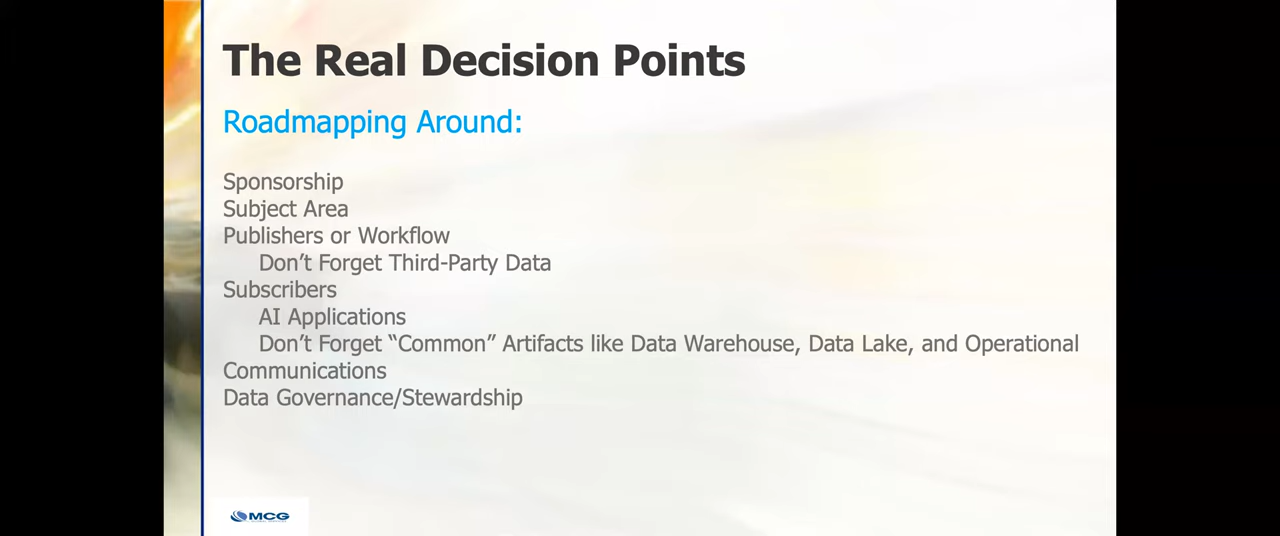 The Real Decision Points
Roadmapping Around:
Sponsorship
Subject Area
Publishers or Workflow
Don’t Forget Third-Party Data
Subscribers
AI Applications
Don’t Forget “Common” Artifacts like Data Warehouse, Data Lake, and Operational
Communications
Data Governance/Stewardship
MCG